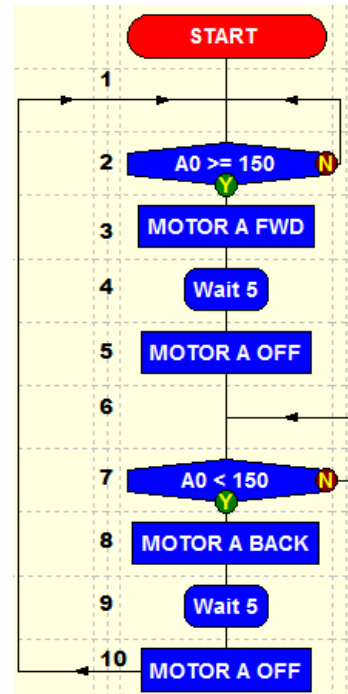 START
1
2 A0 >= 150 N
Y
3 MOTOR A FWD
4 Wait 5
5 MOTOR A OFF
6
7 A0 < 150 N
Y
8 MOTOR A BACK
9 Wait 5
10 MOTOR A OFF